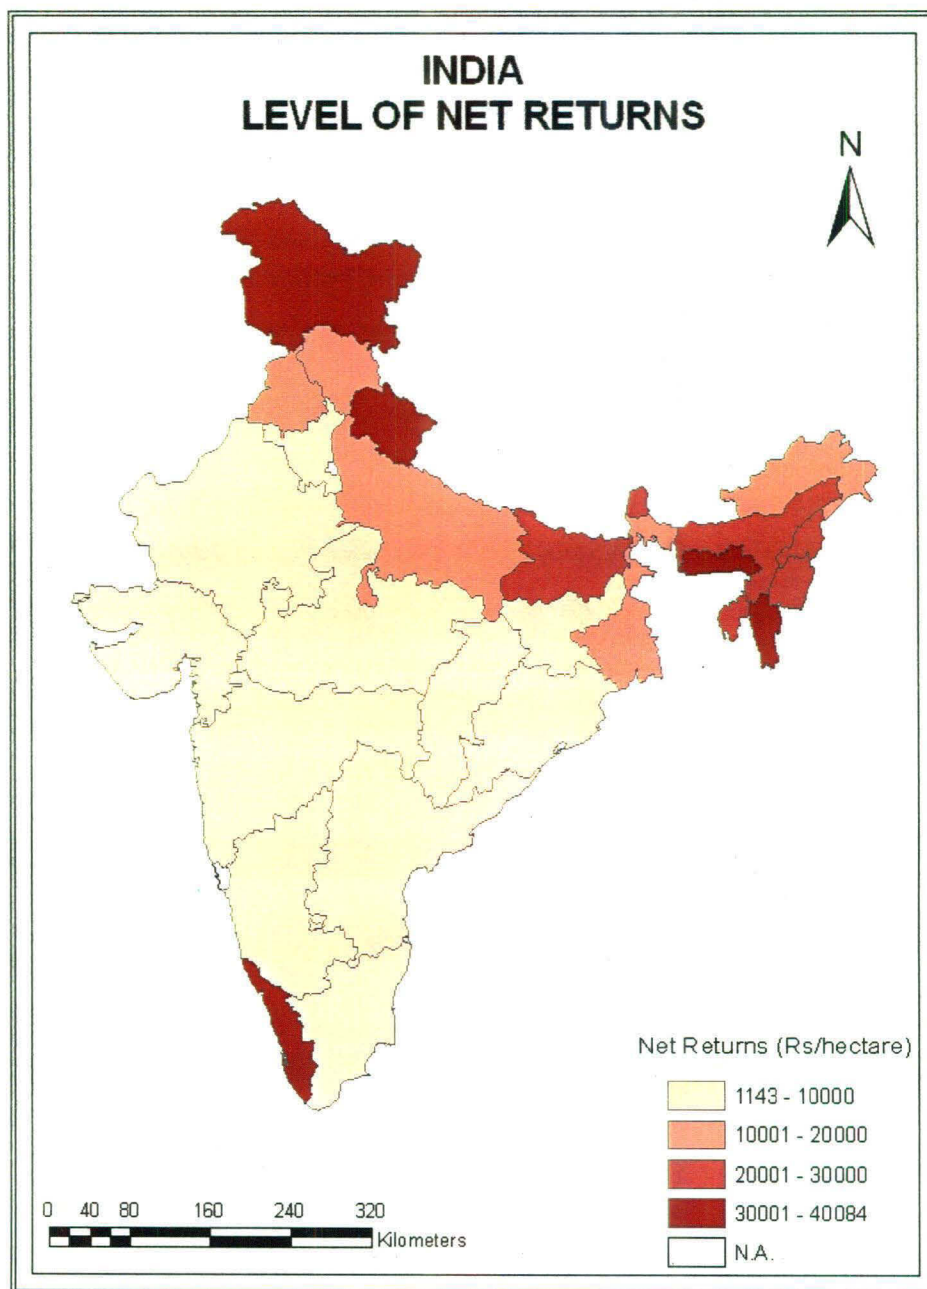 INDIA
LEVEL OF NET RETURNS
N
Net Returns (Rs/hectare)
1143 - 10000
10001 - 20000
20001 - 30000
30001 - 40084
N.A.
0 40 80 160 240 320
Kilometers